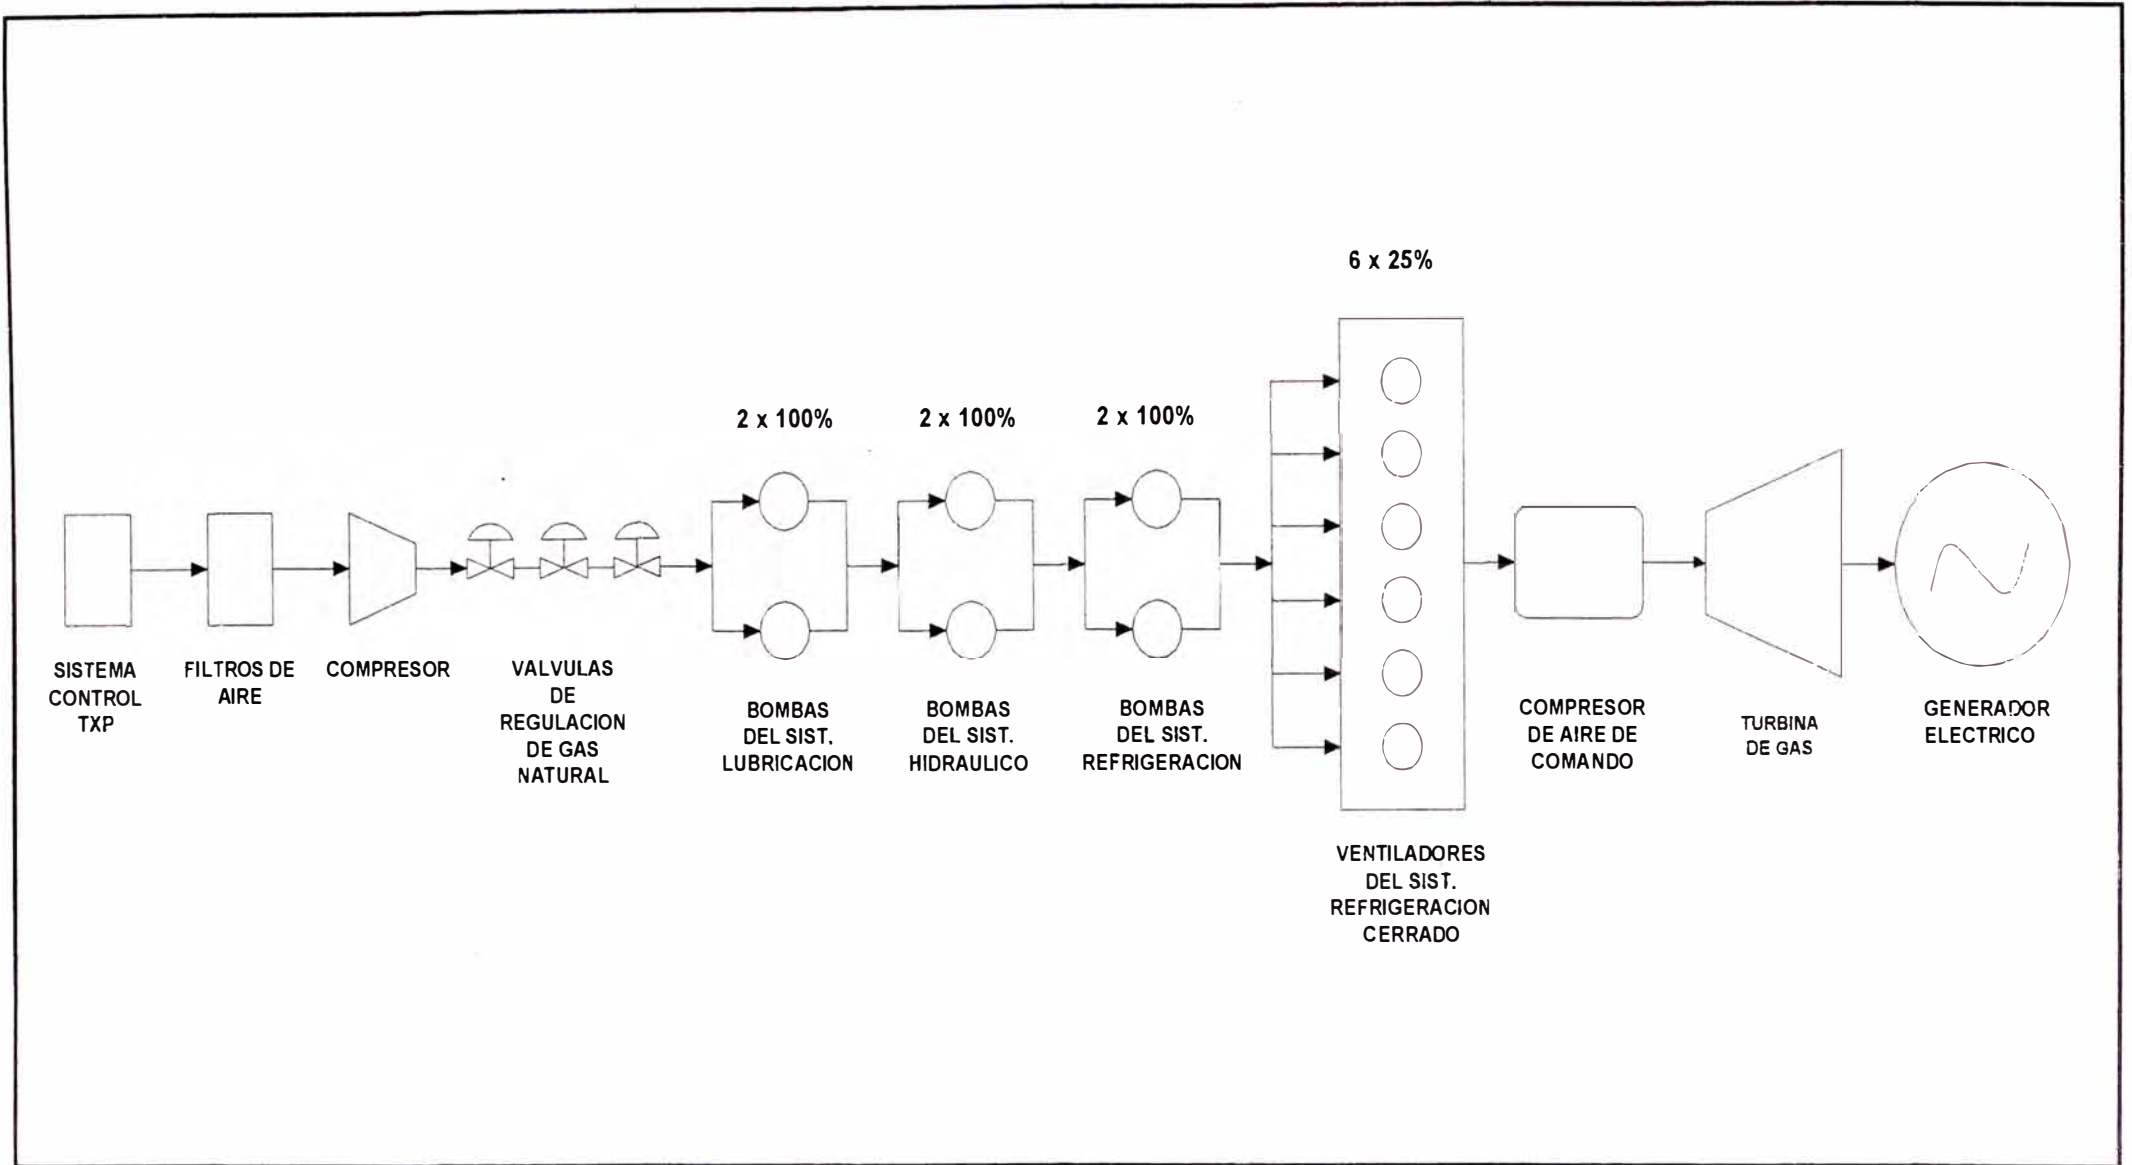 6 x 25%
2 x 100%
2 x 100%
2 x 100%
SISTEMA
CONTROL
TXP
FILTROS DE
AIRE
COMPRESOR
VALVULAS
DE
REGULACION
DE GAS
NATURAL
BOMBAS
DEL SIST.
LUBRICACION
BOMBAS
DEL SIST.
HIDRAULICO
BOMBAS
DEL SIST.
REFRIGERACION
VENTILADORES
DEL SIST.
REFRIGERACION
CERRADO
COMPRESOR
DE AIRE DE
COMANDO
TURBINA
DE GAS
GENERADOR
ELECTRICO